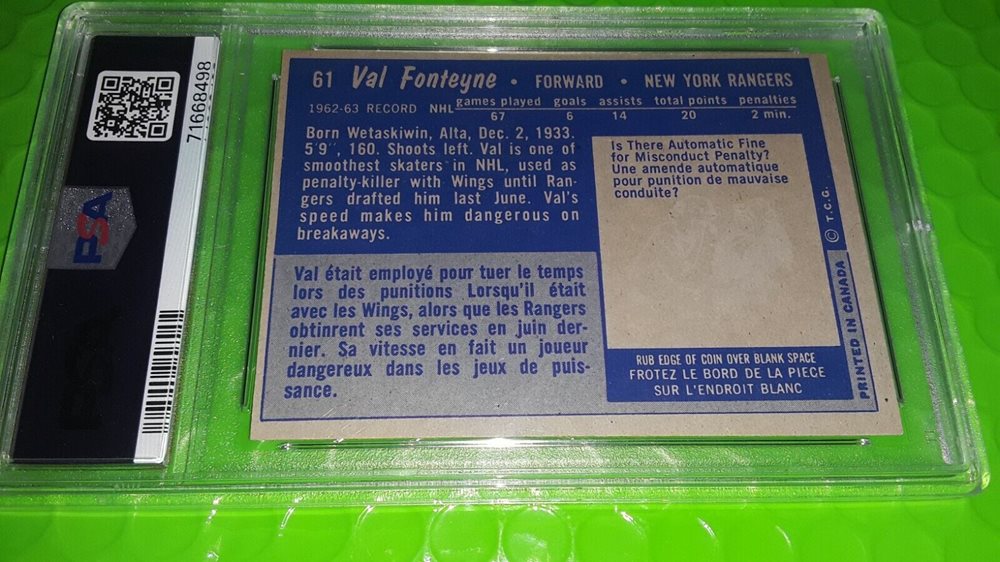 71668498
PSA
61 Val Fonteyne • FORWARD • NEW YORK RANGERS
1962-63 RECORD NHL games played goals assists total points penalties
67 6 14 20 2 min.
Born Wetaskiwin, Alta, Dec. 2, 1933.
5'9", 160. Shoots left. Val is one of
smoothest skaters in NHL, used as
penalty-killer with Wings until Ran-
gers drafted him last June. Val's
speed makes him dangerous on
breakaways.
Val était employé pour tuer le temps
lors des punitions Lorsqu'il était
avec les Wings, alors que les Rangers
obtinrent ses services en juin der-
nier. Sa vitesse en fait un joueur
dangereux dans les jeux de puis-
sance.
Is There Automatic Fine
for Misconduct Penalty?
Une amende automatique
pour punition de mauvaise
conduite?
RUB EDGE OF COIN OVER BLANK SPACE
FROTEZ LE BORD DE LA PIECE
SUR L'ENDROIT BLANC
© T.C.G.
PRINTED IN CANADA